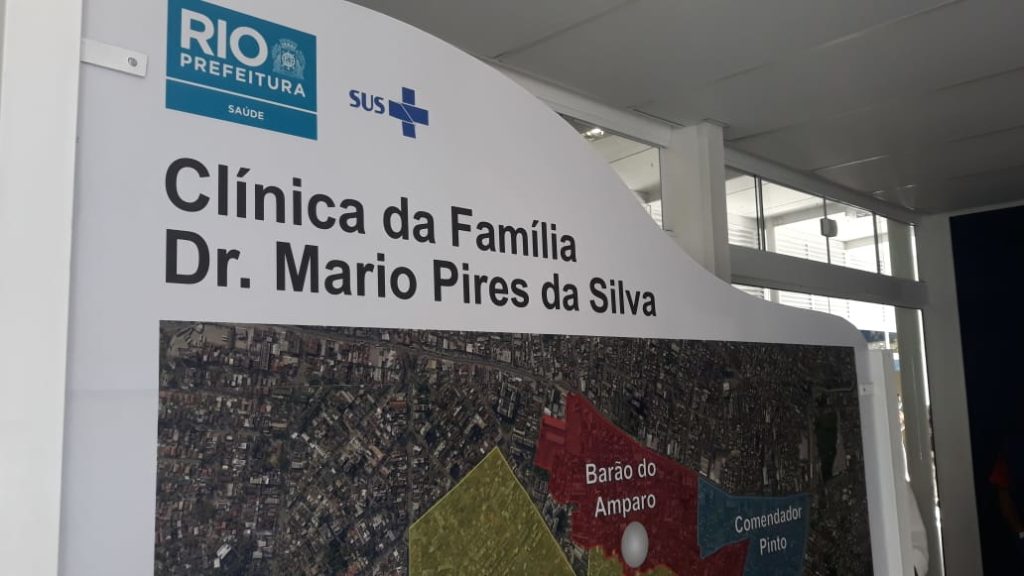 RIO
PREFEITURA
SAÚDE
SUS
Clínica da Família
Dr. Mario Pires da Silva
Barão do
Amparo
Comendador
Pinto